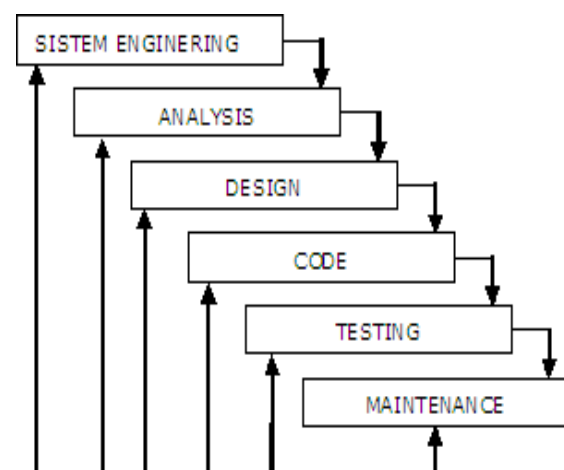 SISTEM ENGINERING
ANALYSIS
DESIGN
CODE
TESTING
MAINTENANCE